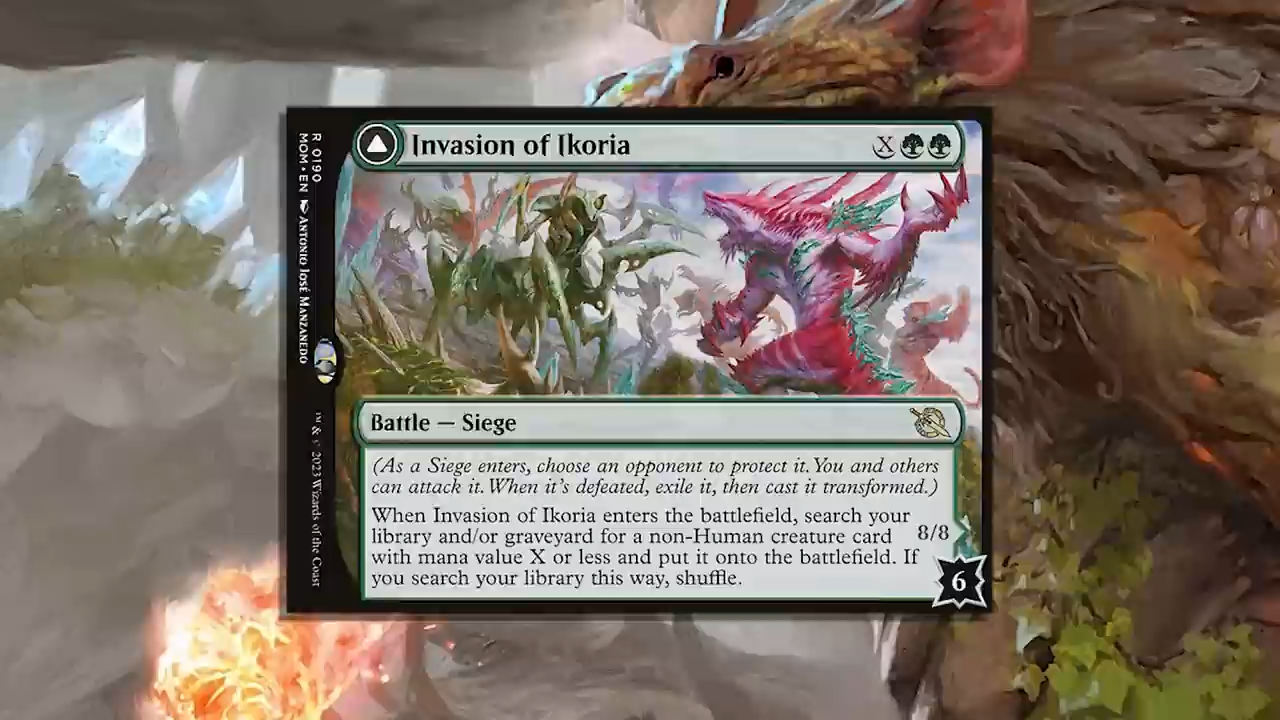 Invasion of Ikoria
X
Battle — Siege
(As a Siege enters, choose an opponent to protect it. You and others
can attack it. When it's defeated, exile it, then cast it transformed.)
When Invasion of Ikoria enters the battlefield, search your
library and/or graveyard for a non-Human creature card
with mana value X or less and put it onto the battlefield. If
you search your library this way, shuffle.
8/8
6
R 0190
MOM • EN Antonio José Manzanedo
™ & © 2023 Wizards of the Coast